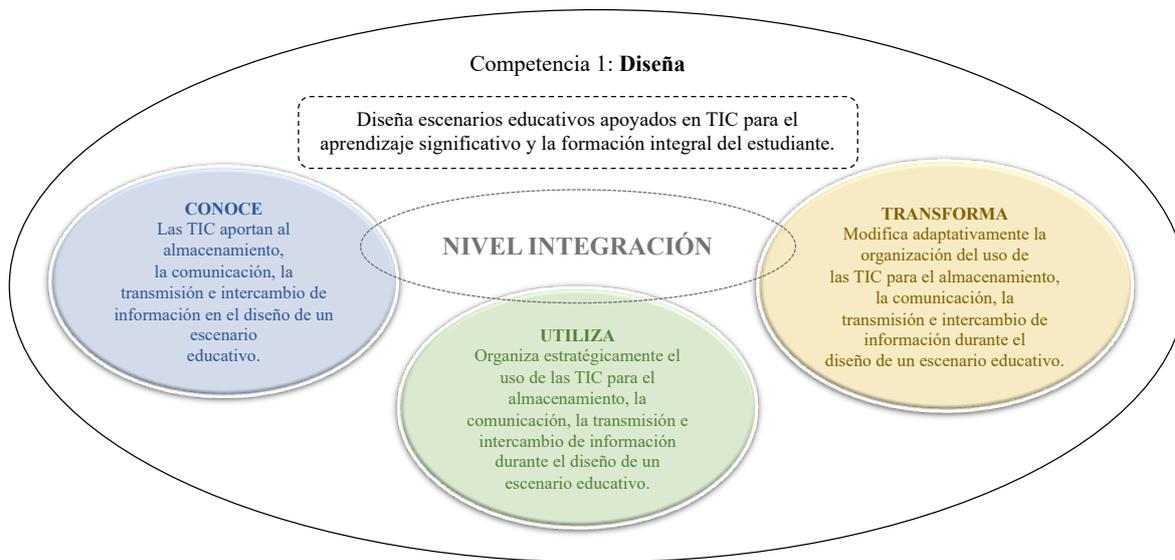 Competencia 1: Diseña
Diseña escenarios educativos apoyados en TIC para el
aprendizaje significativo y la formación integral del estudiante.
CONOCE
Las TIC aportan al
almacenamiento,
la comunicación, la
transmisión e intercambio de
información en el diseño de un
escenario
educativo.
NIVEL INTEGRACIÓN
UTILIZA
Organiza estratégicamente el
uso de las TIC para el
almacenamiento, la
comunicación, la transmisión e
intercambio de información
durante el diseño de un
escenario educativo.
TRANSFORMA
Modifica adaptativamente la
organización del uso de
las TIC para el almacenamiento,
la comunicación, la
transmisión e intercambio de
información durante el
diseño de un escenario educativo.